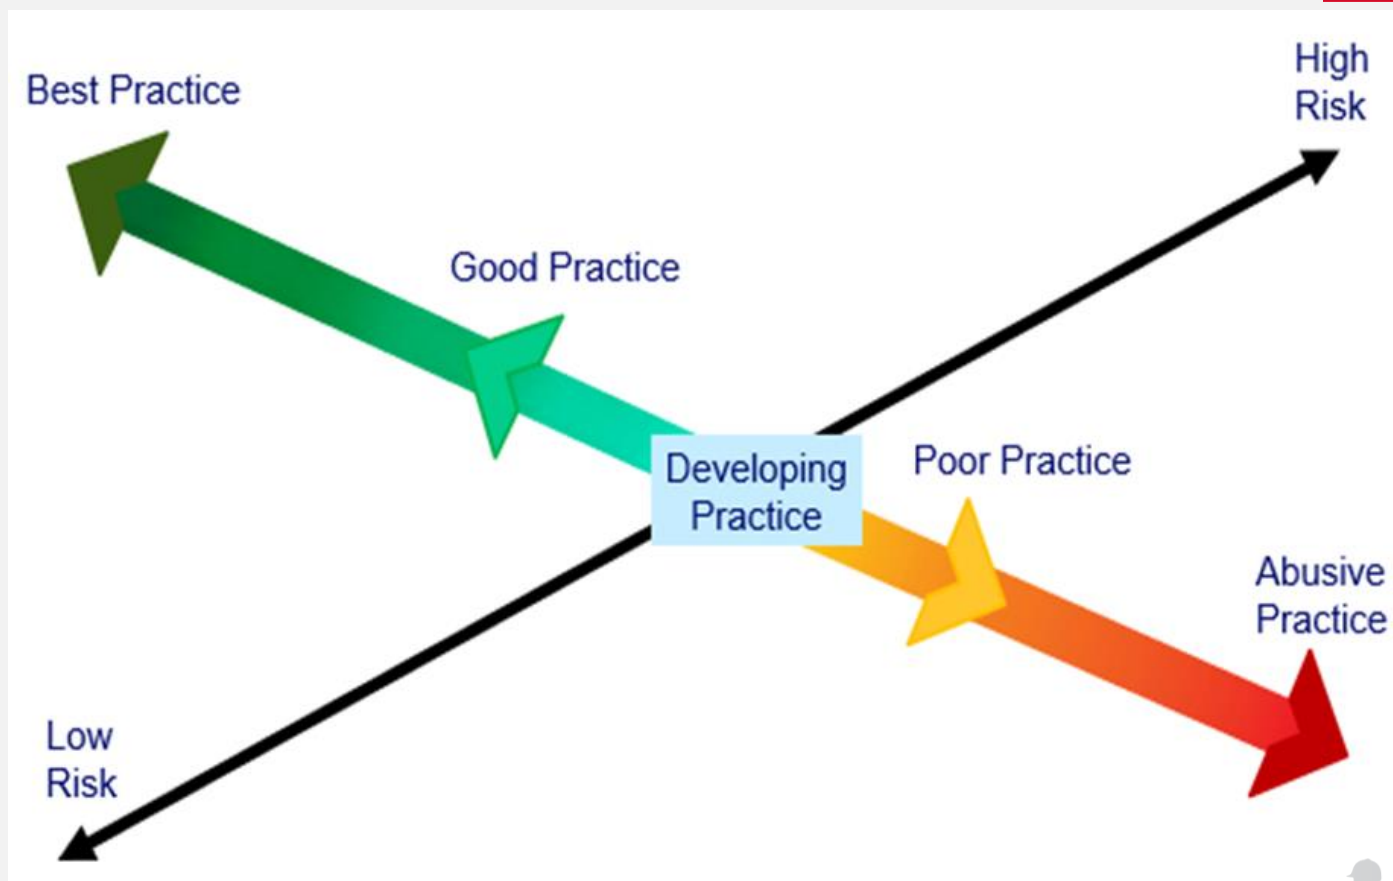 Best Practice
High
Risk
Good Practice
Developing
Practice
Poor Practice
Abusive
Practice
Low
Risk